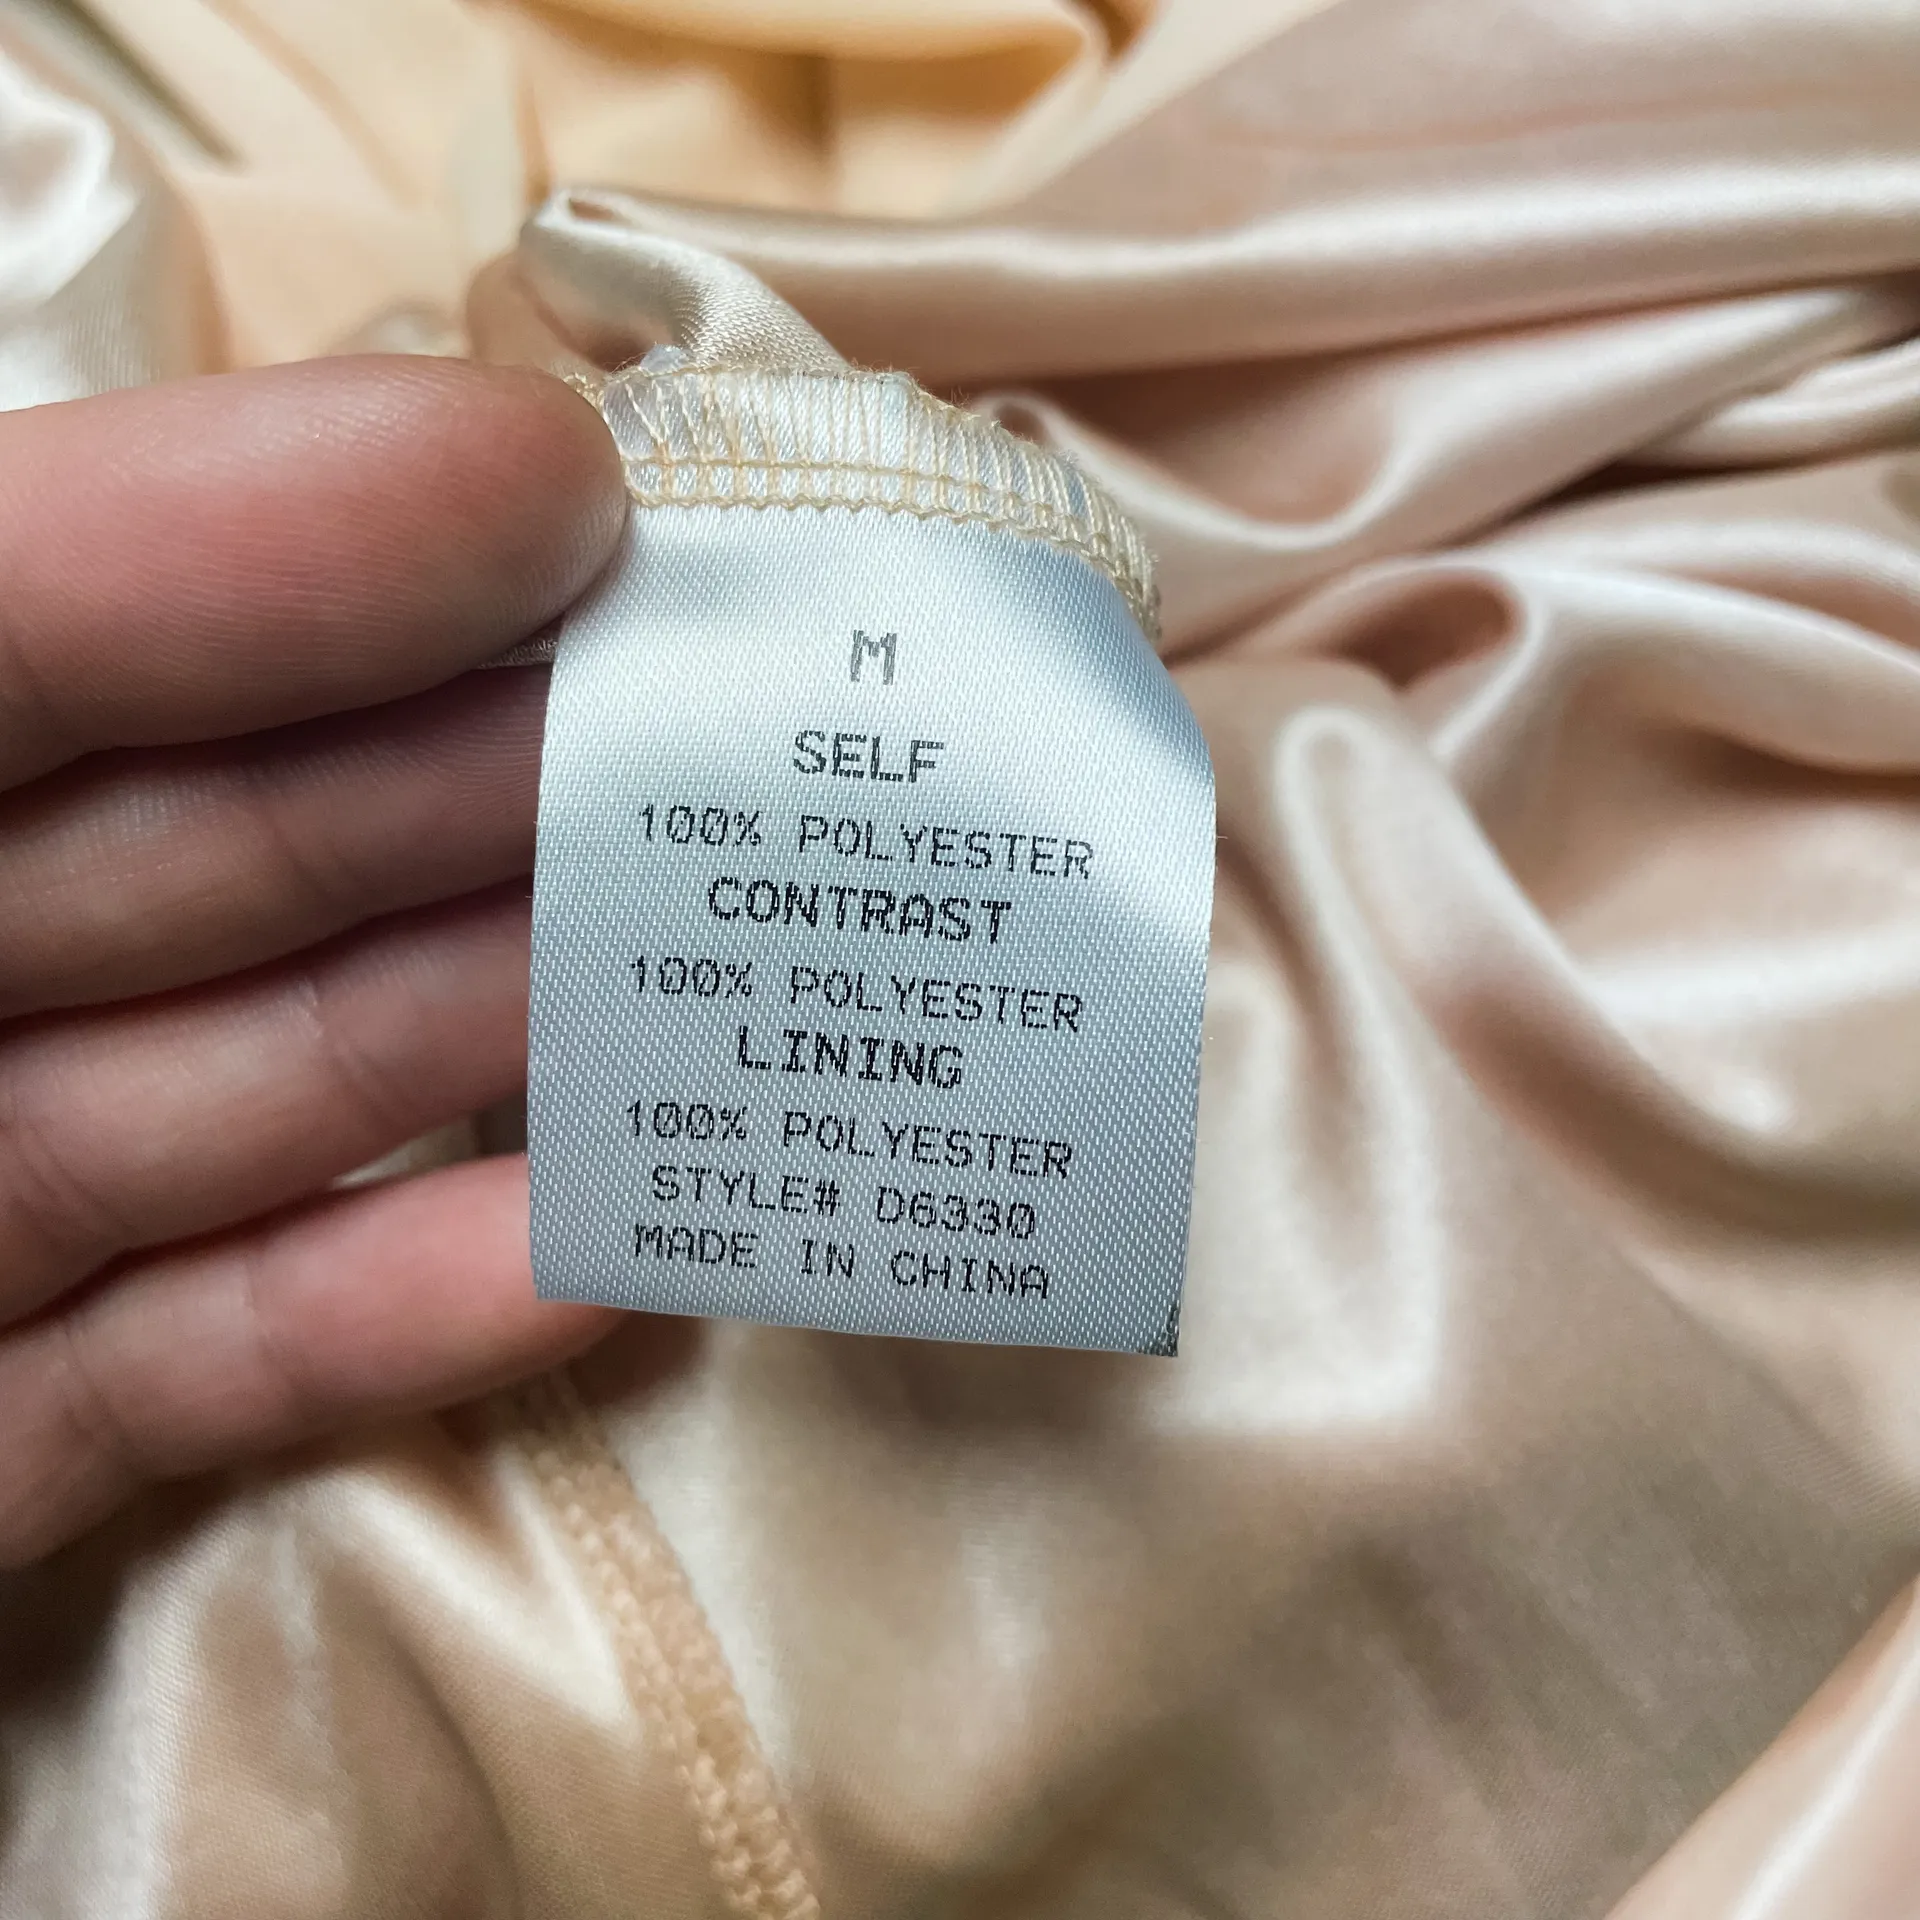 M
SELF
100% POLYESTER
CONTRAST
100% POLYESTER
LINING
100% POLYESTER
STYLE# D6330
MADE IN CHINA